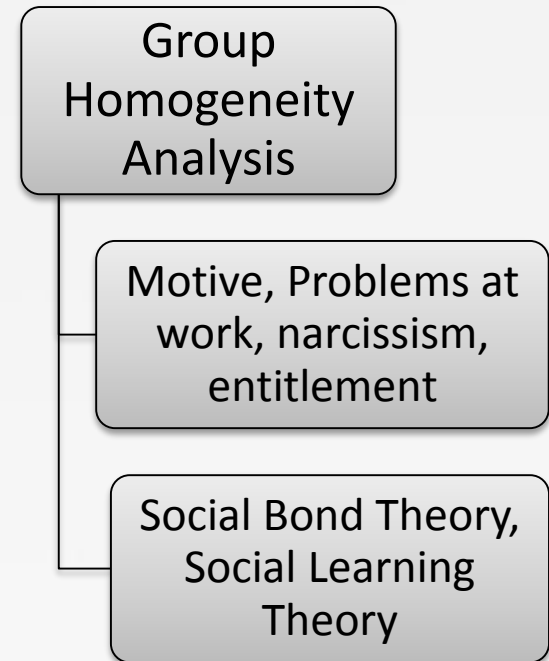 Group
Homogeneity
Analysis
Motive, Problems at
work, narcissism,
entitlement
Social Bond Theory,
Social Learning
Theory